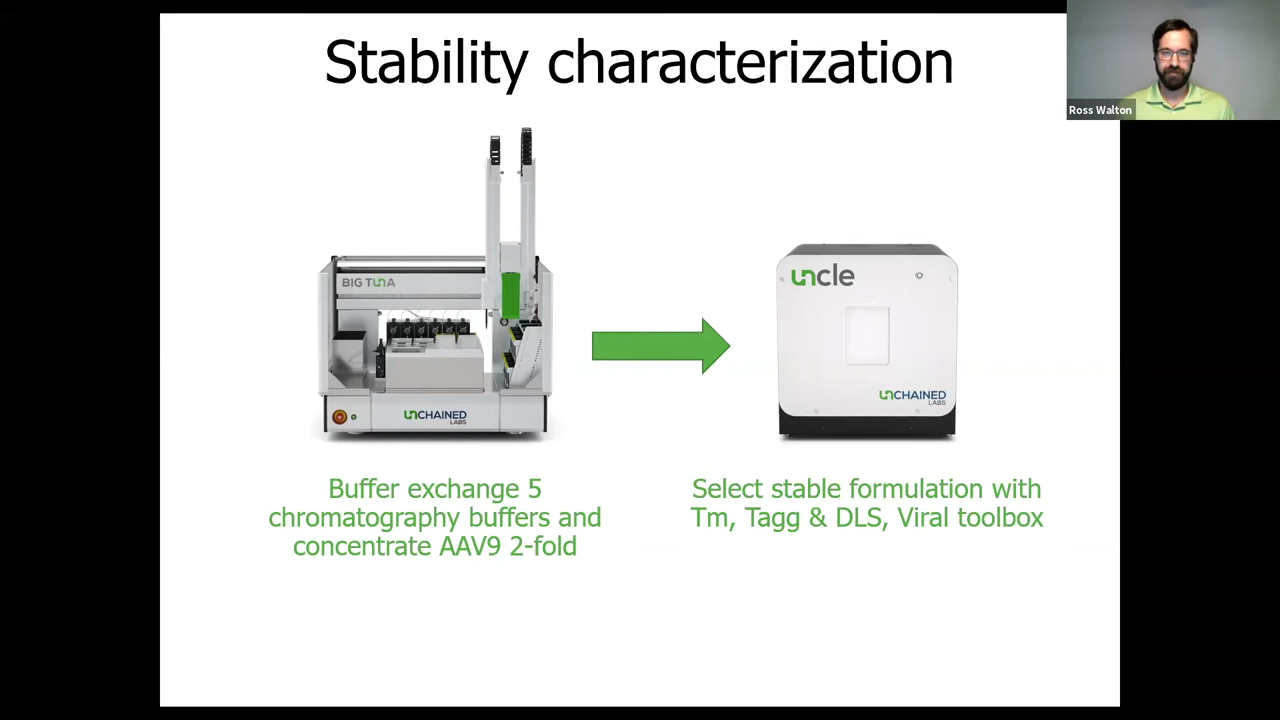 Stability characterization
Ross Walton
BIG TUNA
UNCHAINED
LABS
uncle
UNCHAINED
LABS
Buffer exchange 5
chromatography buffers and
concentrate AAV9 2-fold
Select stable formulation with
Tm, Tagg & DLS, Viral toolbox